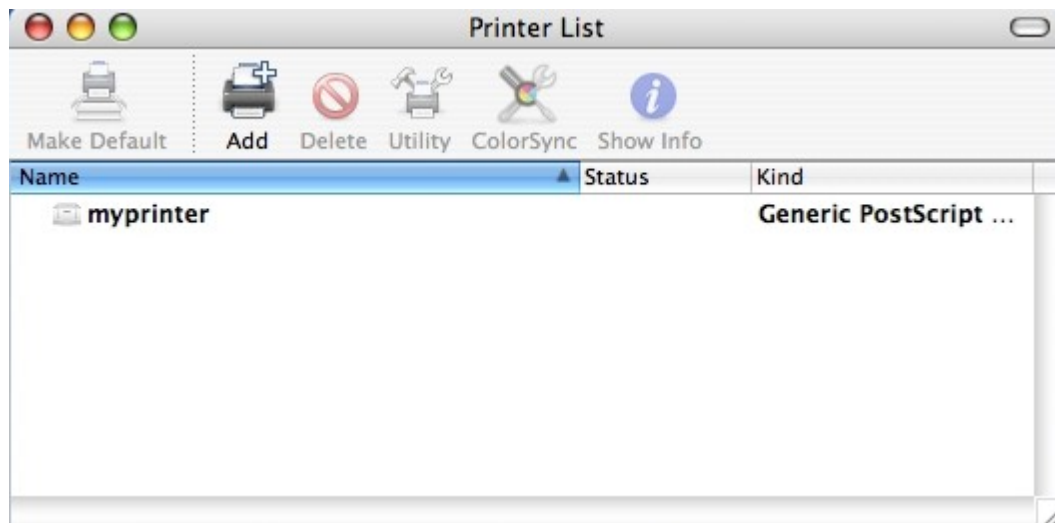 Printer List
Make Default Add Delete Utility ColorSync Show Info
Name Status Kind
myprinter Generic PostScript ...